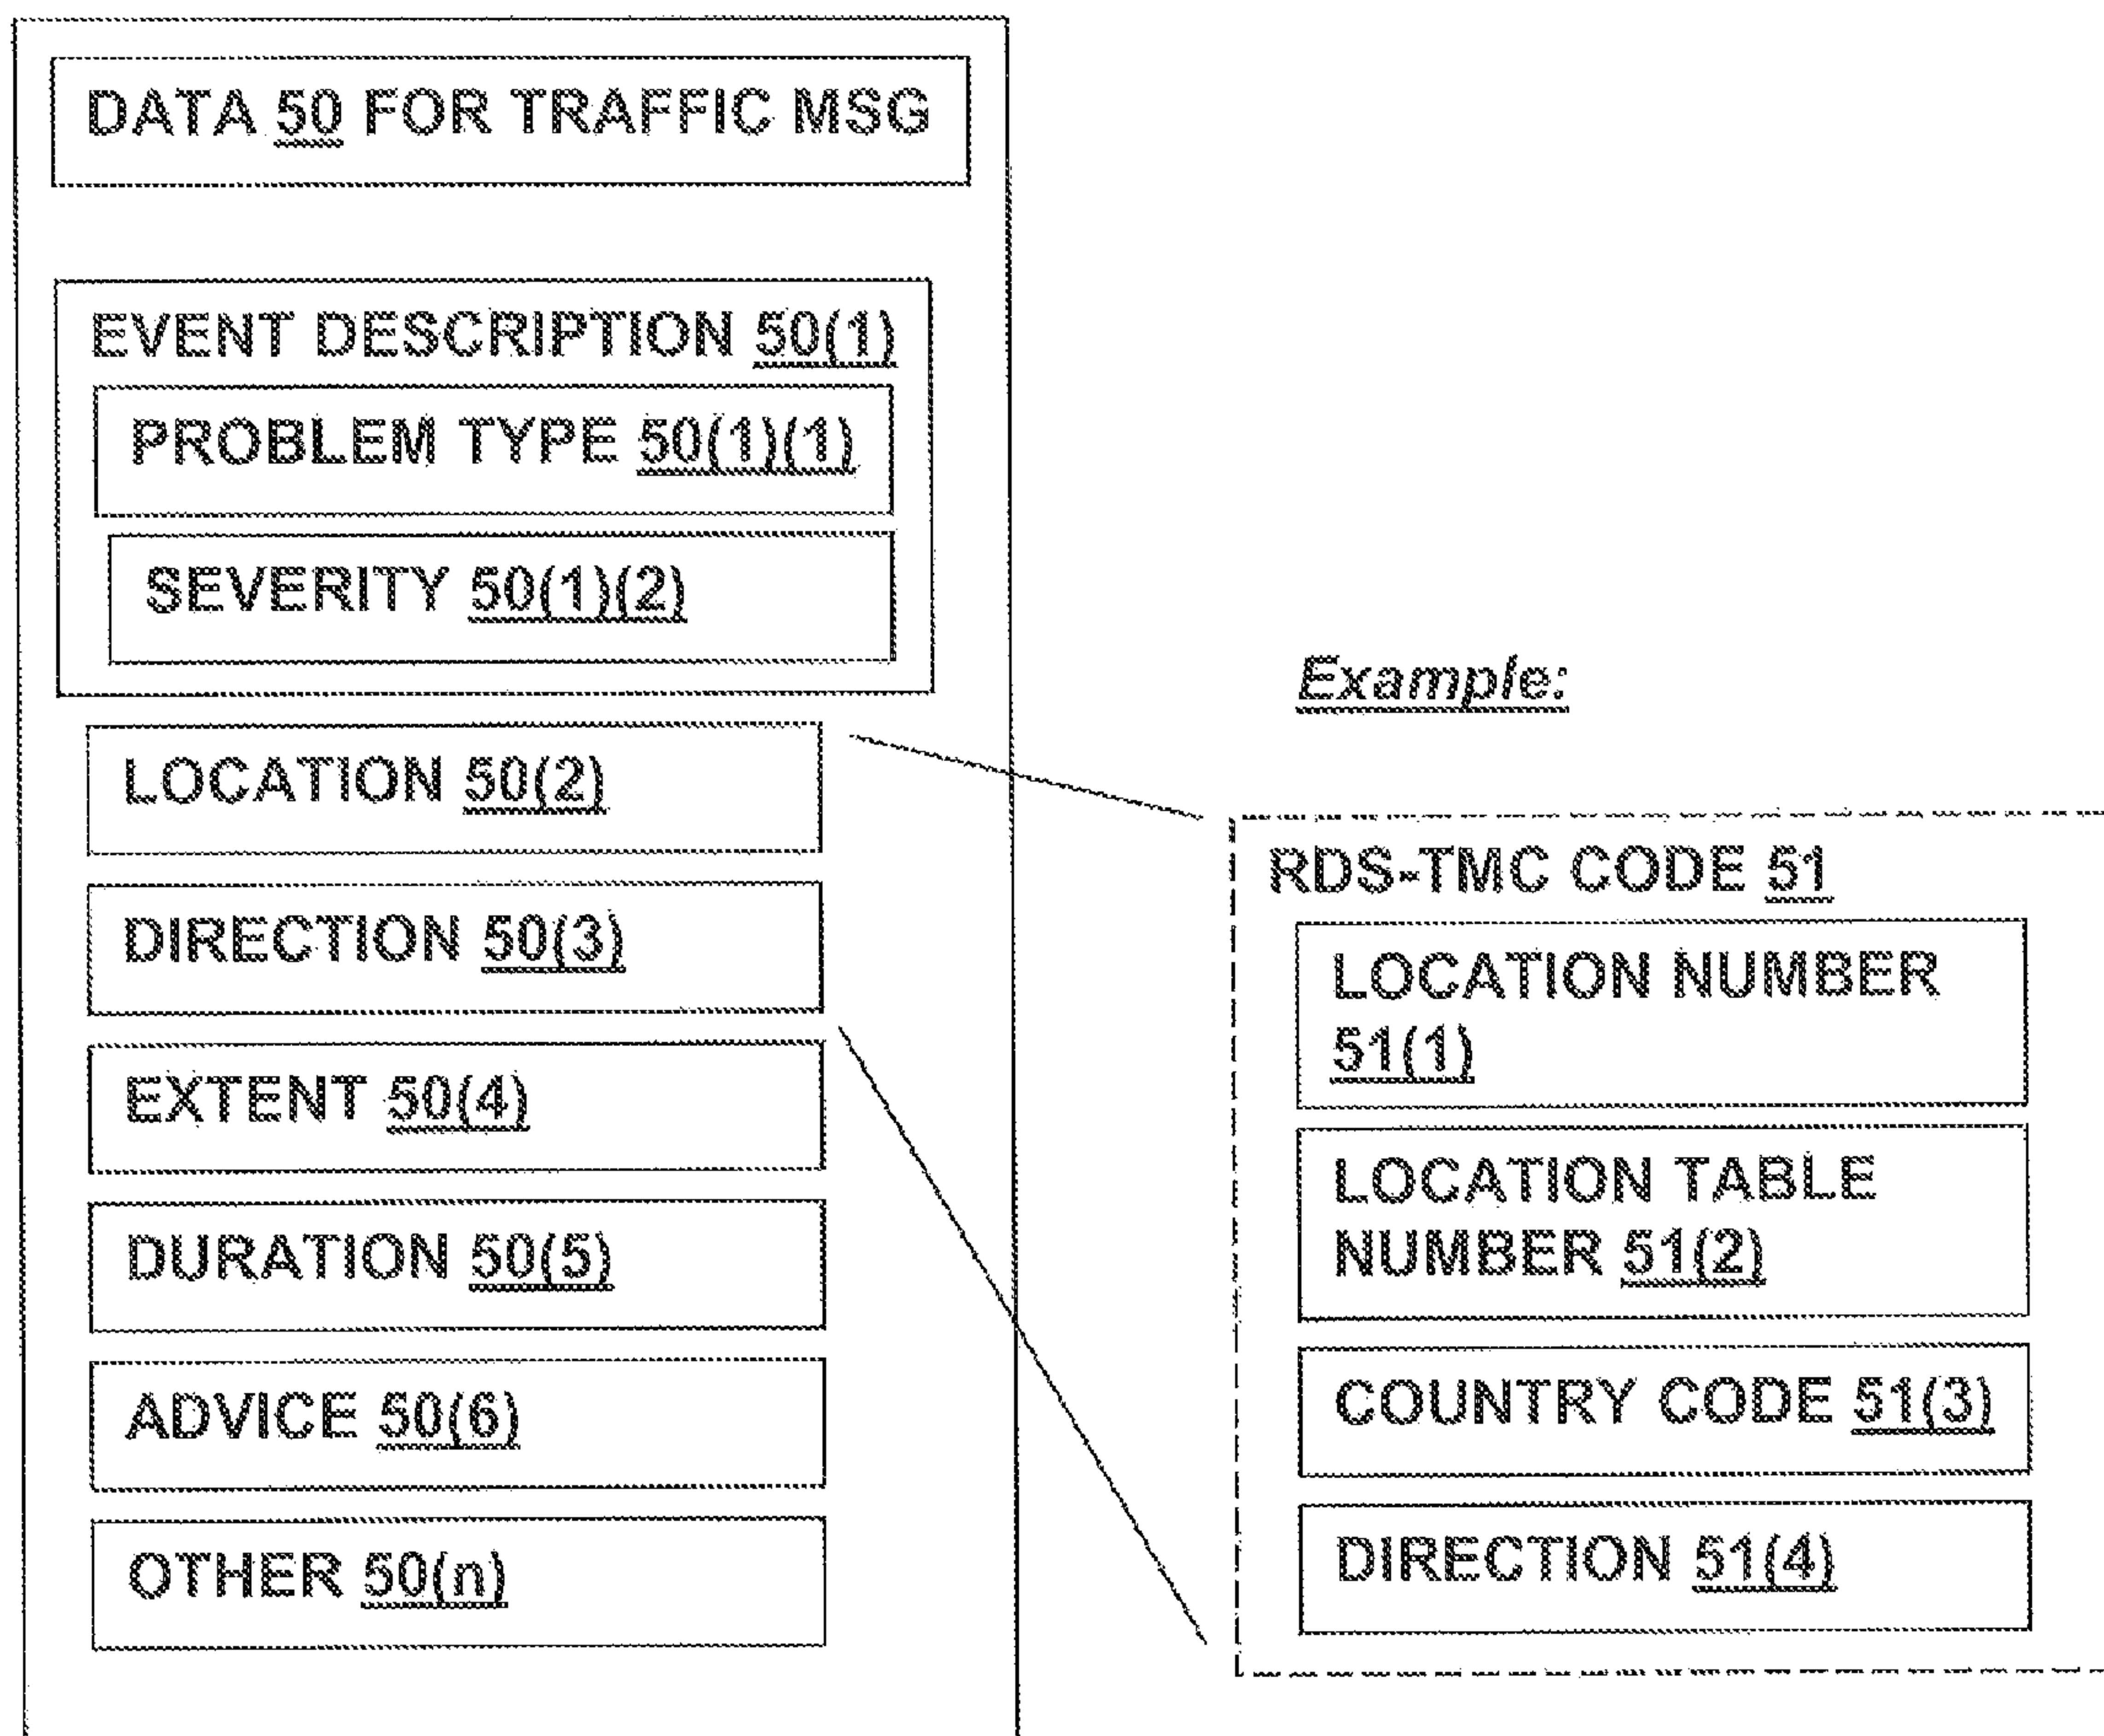 DATA 50 FOR TRAFFIC MSG
EVENT DESCRIPTION 50(1)
PROBLEM TYPE 50(1)(1)
SEVERITY 50(1)(2)
LOCATION 50(2)
DIRECTION 50(3)
EXTENT 50(4)
DURATION 50(5)
ADVICE 50(6)
OTHER 50(n)
Example:
RDS-TMC CODE 51
LOCATION NUMBER
51(1)
LOCATION TABLE
NUMBER 51(2)
COUNTRY CODE 51(3)
DIRECTION 51(4)